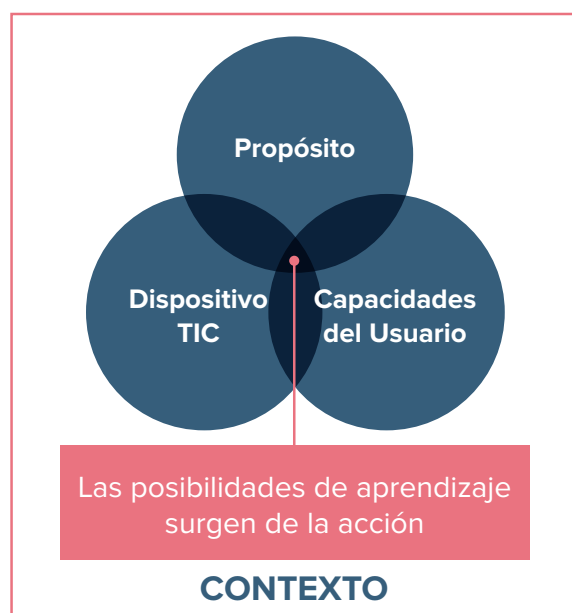 Propósito
Dispositivo
TIC
Capacidades
del Usuario
Las posibilidades de aprendizaje
surgen de la acción
CONTEXTO